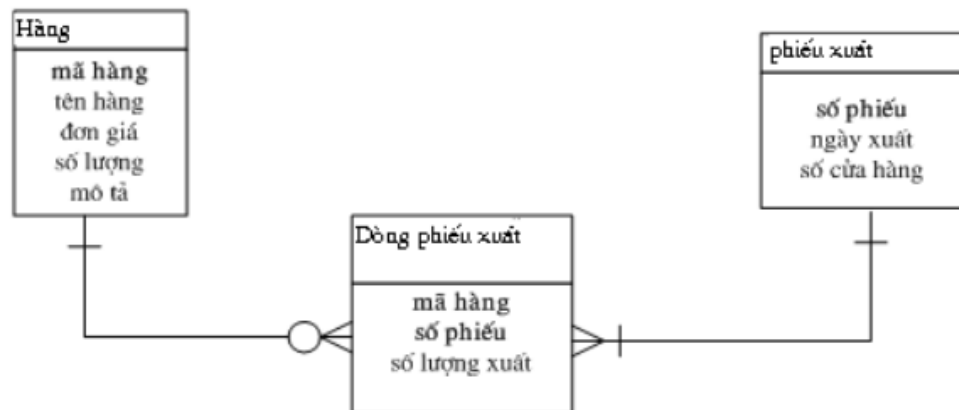 Hàng
mã hàng
tên hàng
đơn giá
số lượng
mô tả
phiếu xuất
số phiếu
ngày xuất
số cửa hàng
Dòng phiếu xuất
mã hàng
số phiếu
số lượng xuất